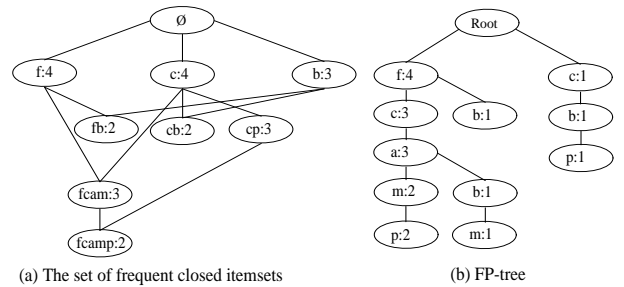 Ø
f:4
c:4
b:3
fb:2
cb:2
cp:3
fcam:3
fcamp:2
(a) The set of frequent closed itemsets
Root
f:4
c:1
c:3
b:1
b:1
a:3
p:1
m:2
b:1
p:2
m:1
(b) FP-tree